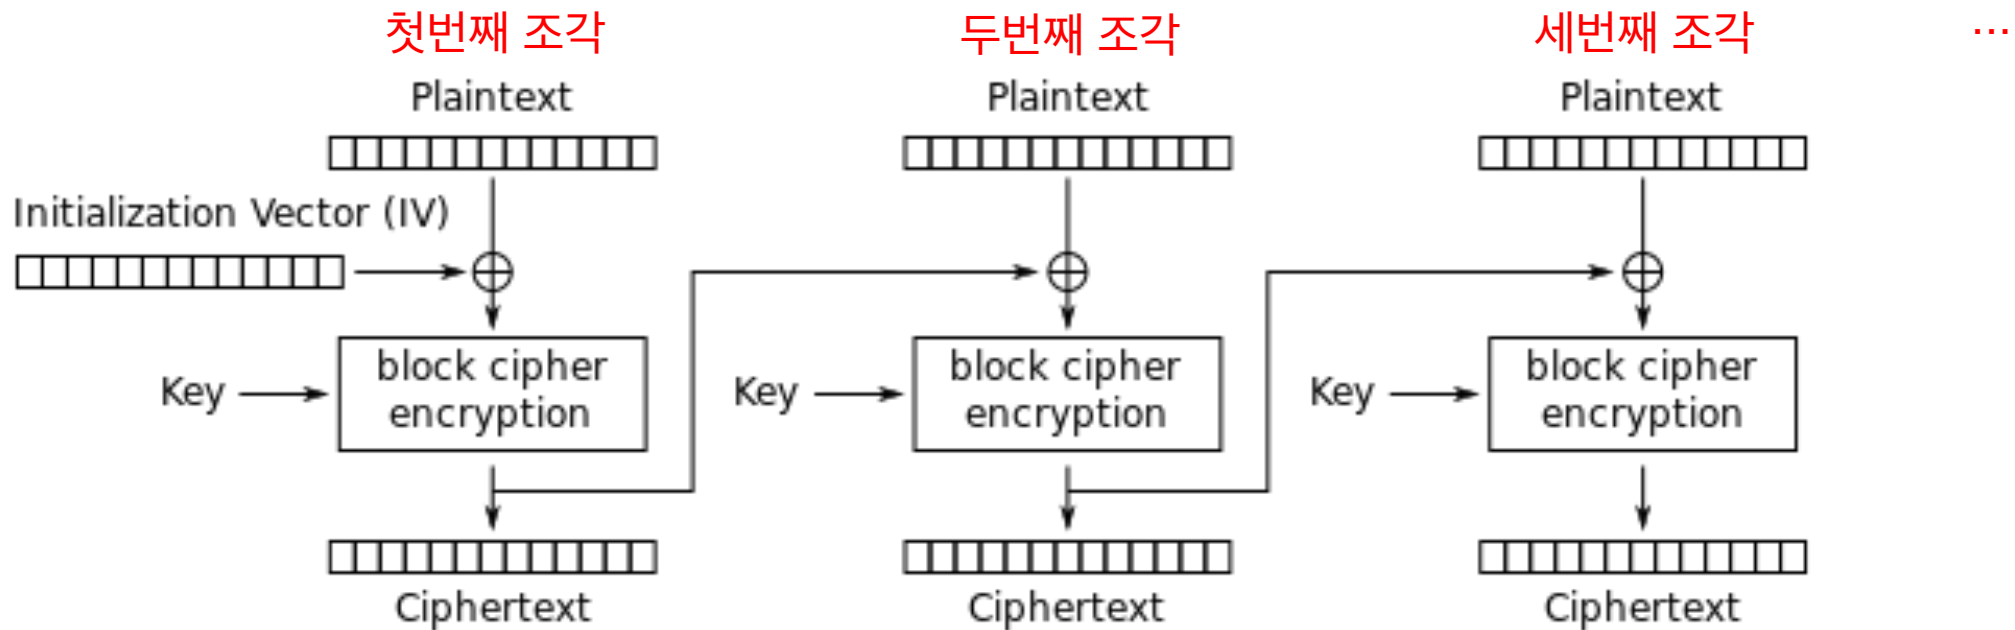 첫번째 조각
두번째 조각
세번째 조각
...
Plaintext
Plaintext
Plaintext
Initialization Vector (IV)
Key
block cipher
encryption
Key
block cipher
encryption
Key
block cipher
encryption
Ciphertext
Ciphertext
Ciphertext